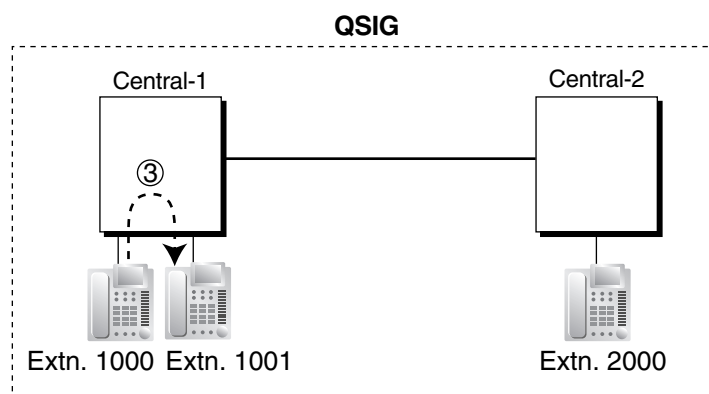 QSIG
Central-1
Central-2
③
Extn. 1000
Extn. 1001
Extn. 2000